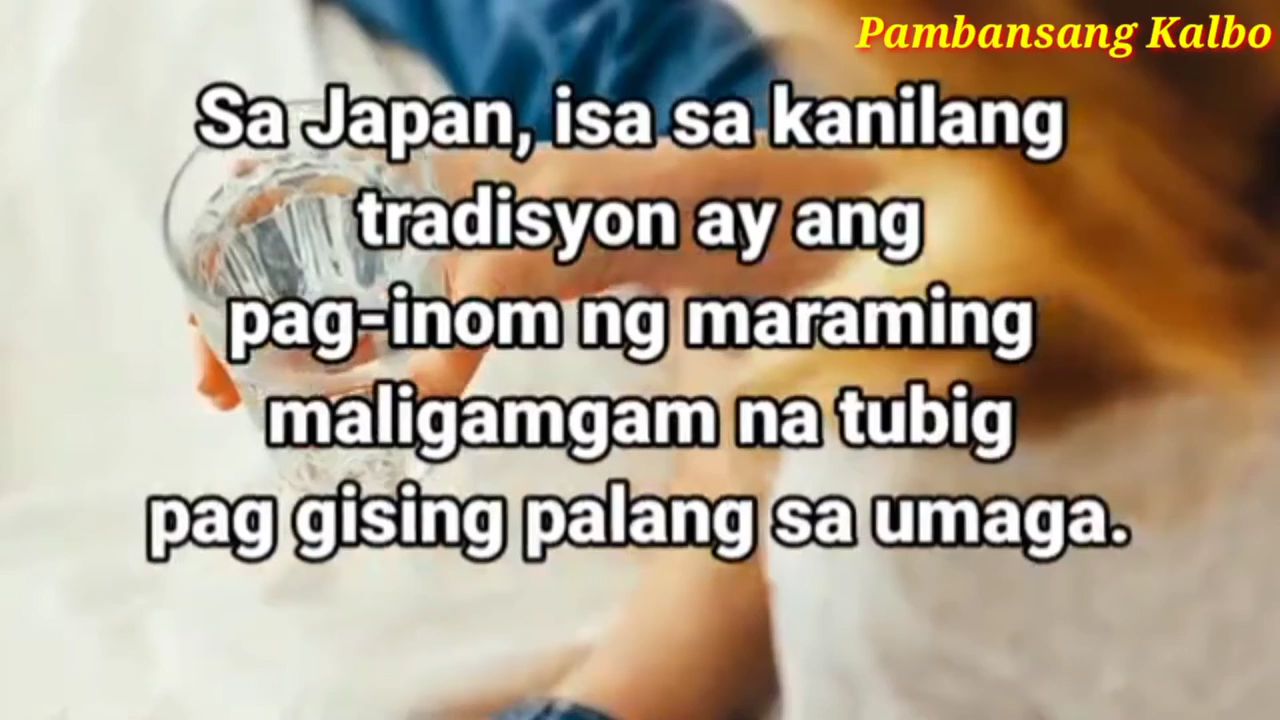 Pambansang Kalbo
Sa Japan, isa sa kanilang
tradisyon ay ang
pag-inom ng maraming
maligamgam na tubig
pag gising palang sa umaga.